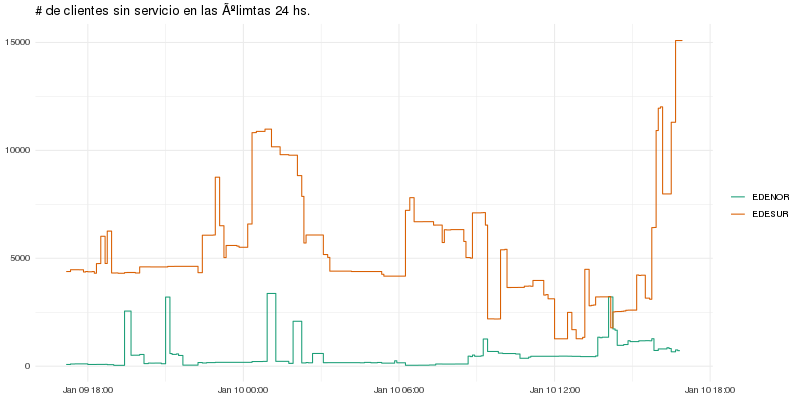 # de clientes sin servicio en las Ãºlimtas 24 hs.
15000
10000
5000
0
Jan 09 18:00
Jan 10 00:00
Jan 10 06:00
Jan 10 12:00
Jan 10 18:00
EDENOR
EDESUR